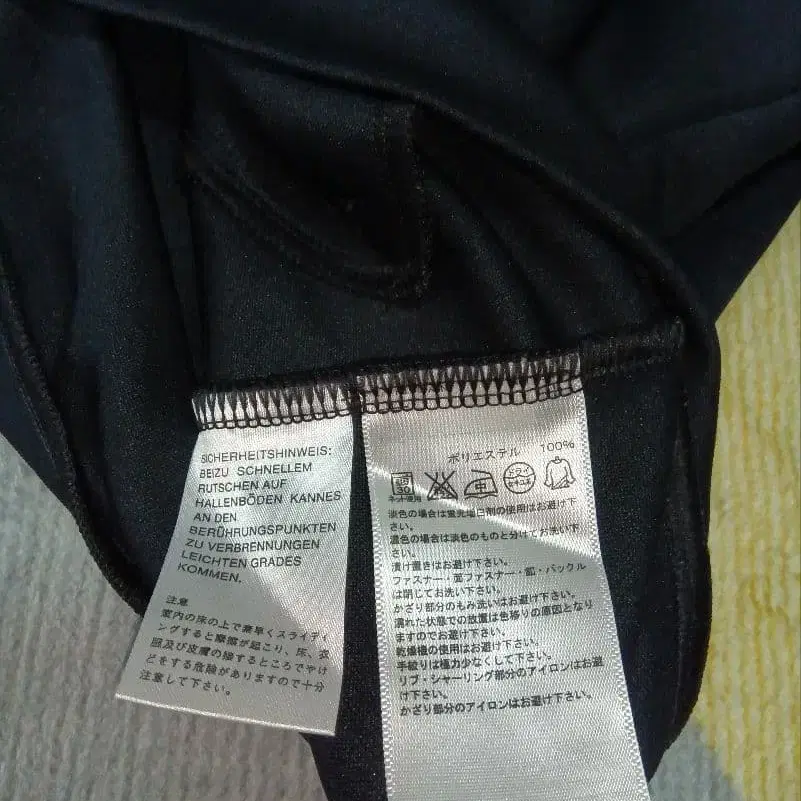 SICHERHEITSHINWEIS:
BEIZU SCHNELLEM
RUTSCHEN AUF
HALLENBÖDEN KANNES
AN DEN
BERÜHRUNGSPUNKTEN
ZU VERBRENNUNGEN
LEICHTEN GRADES
KOMMEN.
注意
室内の床の上で素早くスライディ
ングすると摩擦が起こり、床、衣
服及び皮膚の接するところでやけ
どをする危険がありますので十分
注意して下さい。
ポリエステル 100%
ネット使用
ドライ
セキユ系
淡色の場合は蛍光増白剤の使用はお避け下
さい。
濃色の場合は淡色のものと分けてお洗い下
さい。
漬け置きはお避け下さい。
ファスナー・面ファスナー・釦・バックル
は閉じてお洗い下さい。
かざり部分のもみ洗いはお避け下さい。
濡れた状態での放置は色移りの原因となり
ますのでお避け下さい。
乾燥機の使用はお避け下さい。
手絞りは極力少なくして下さい。
リブ・シャーリング部分のアイロンはお避
け下さい。
かざり部分のアイロンはお避け下さい。